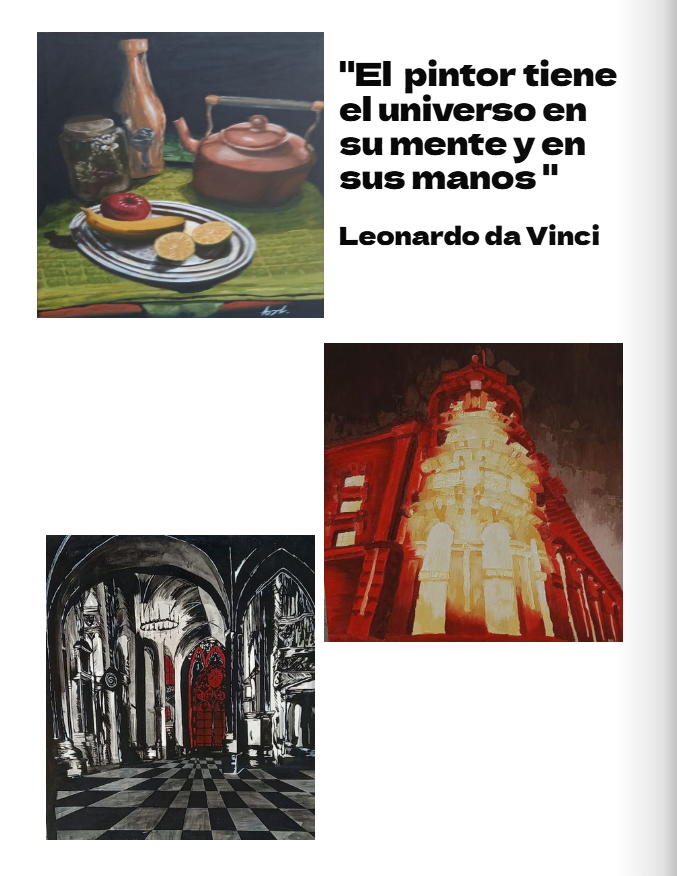 "El pintor tiene
el universo en
su mente y en
sus manos "
Leonardo da Vinci